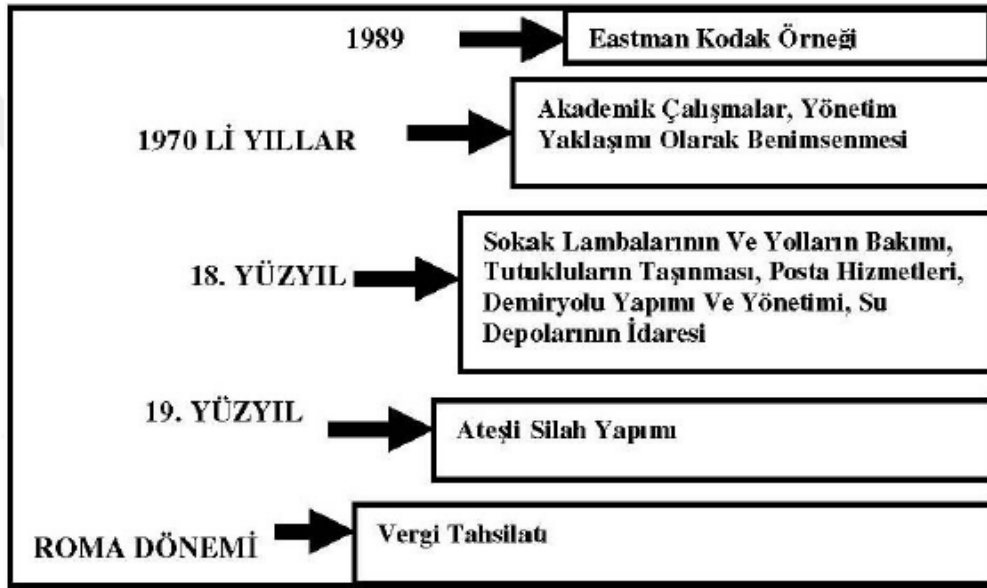 1989
Eastman Kodak Örneği
1970 Lİ YILLAR
Akademik Çalışmalar, Yönetim
Yaklaşımı Olarak Benimsenmesi
18. YÜZYIL
Sokak Lambalarının Ve Yolların Bakımı,
Tutukluların Taşınması, Posta Hizmetleri,
Demiryolu Yapımı Ve Yönetimi, Su
Depolarının İdaresi
19. YÜZYIL
Ateşli Silah Yapımı
ROMA DÖNEMİ
Vergi Tahsilatı